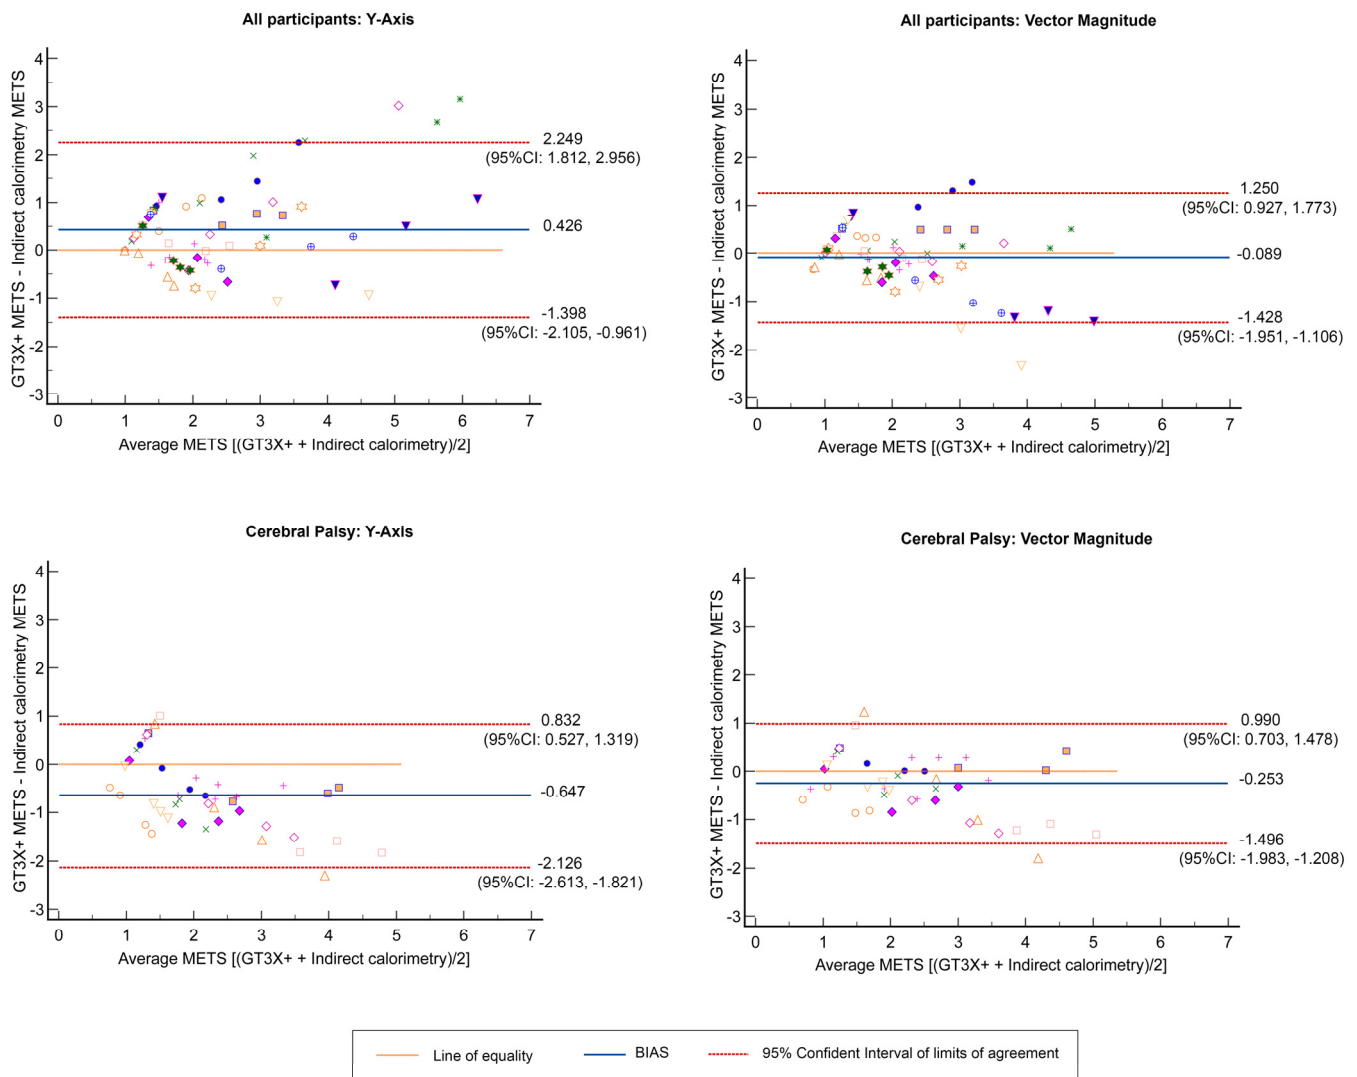 All participants: Y-Axis
GT3X+ METS - Indirect calorimetry METS
4
3
2
1
0
-1
-2
-3
2.249
(95%CI: 1.812, 2.956)
0.426
-1.398
(95%CI: -2.105, -0.961)
0 1 2 3 4 5 6 7
Average METS [(GT3X+ + Indirect calorimetry)/2]
All participants: Vector Magnitude
GT3X+ METS - Indirect calorimetry METS
4
3
2
1
0
-1
-2
-3
1.250
(95%CI: 0.927, 1.773)
-0.089
-1.428
(95%CI: -1.951, -1.106)
0 1 2 3 4 5 6 7
Average METS [(GT3X+ + Indirect calorimetry)/2]
Cerebral Palsy: Y-Axis
GT3X+ METS - Indirect calorimetry METS
4
3
2
1
0
-1
-2
-3
0.832
(95%CI: 0.527, 1.319)
-0.647
-2.126
(95%CI: -2.613, -1.821)
0 1 2 3 4 5 6 7
Average METS [(GT3X+ + Indirect calorimetry)/2]
Cerebral Palsy: Vector Magnitude
GT3X+ METS - Indirect calorimetry METS
4
3
2
1
0
-1
-2
-3
0.990
(95%CI: 0.703, 1.478)
-0.253
-1.496
(95%CI: -1.983, -1.208)
0 1 2 3 4 5 6 7
Average METS [(GT3X+ + Indirect calorimetry)/2]
Line of equality BIAS 95% Confident Interval of limits of agreement